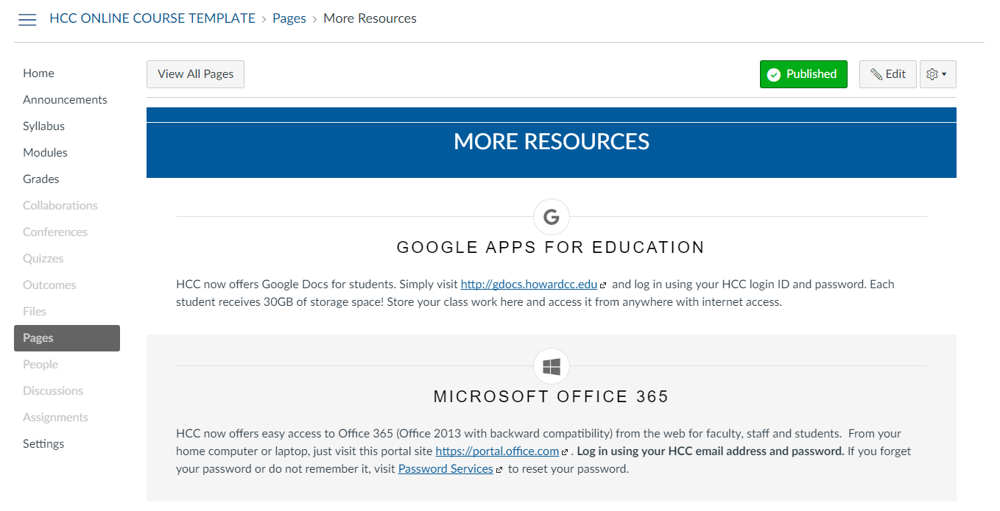 HCC ONLINE COURSE TEMPLATE > Pages > More Resources
Home
Announcements
Syllabus
Modules
Grades
Collaborations
Conferences
Quizzes
Outcomes
Files
Pages
People
Discussions
Assignments
Settings
View All Pages
Published
Edit
MORE RESOURCES
G
GOOGLE APPS FOR EDUCATION
HCC now offers Google Docs for students. Simply visit http://gdocs.howardcc.edu and log in using your HCC login ID and password. Each
student receives 30GB of storage space! Store your class work here and access it from anywhere with internet access.
MICROSOFT OFFICE 365
HCC now offers easy access to Office 365 (Office 2013 with backward compatibility) from the web for faculty, staff and students. From your
home computer or laptop, just visit this portal site https://portal.office.com . Log in using your HCC email address and password. If you forget
your password or do not remember it, visit Password Services to reset your password.